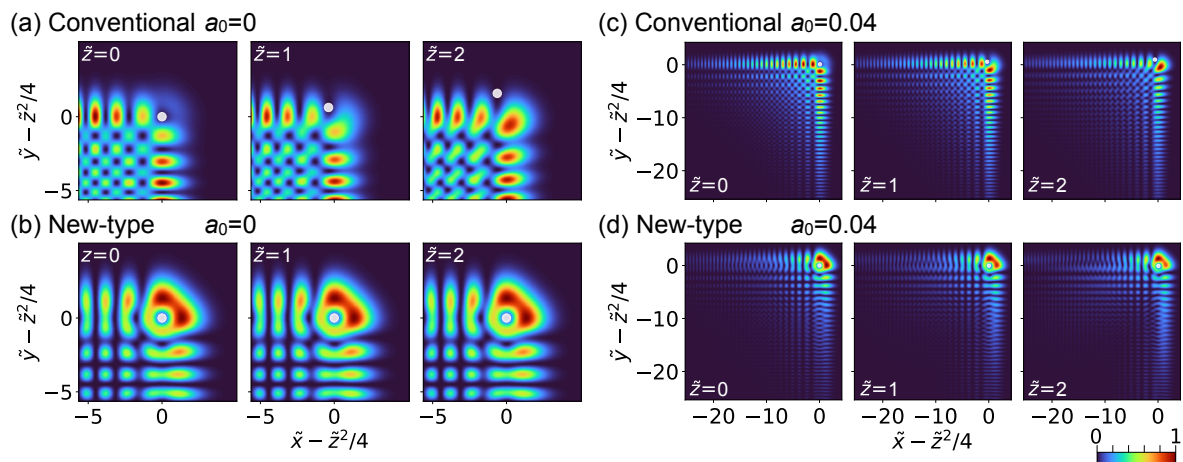 (a) Conventional a₀=0
z̃=0
z̃=1
z̃=2
0
−5
ỹ − z̃²/4
(b) New-type a₀=0
z=0
z̃=1
z̃=2
0
−5
ỹ − z̃²/4
−5 0 −5 0 −5 0
x̃ − z̃²/4
(c) Conventional a₀=0.04
0
−10
−20
ỹ − z̃²/4
z̃=0
z̃=1
z̃=2
(d) New-type a₀=0.04
0
−10
−20
ỹ − z̃²/4
z̃=0
z̃=1
z̃=2
−20 −10 0 −20 −10 0 −20 −10 0
x̃ − z̃²/4
0 1